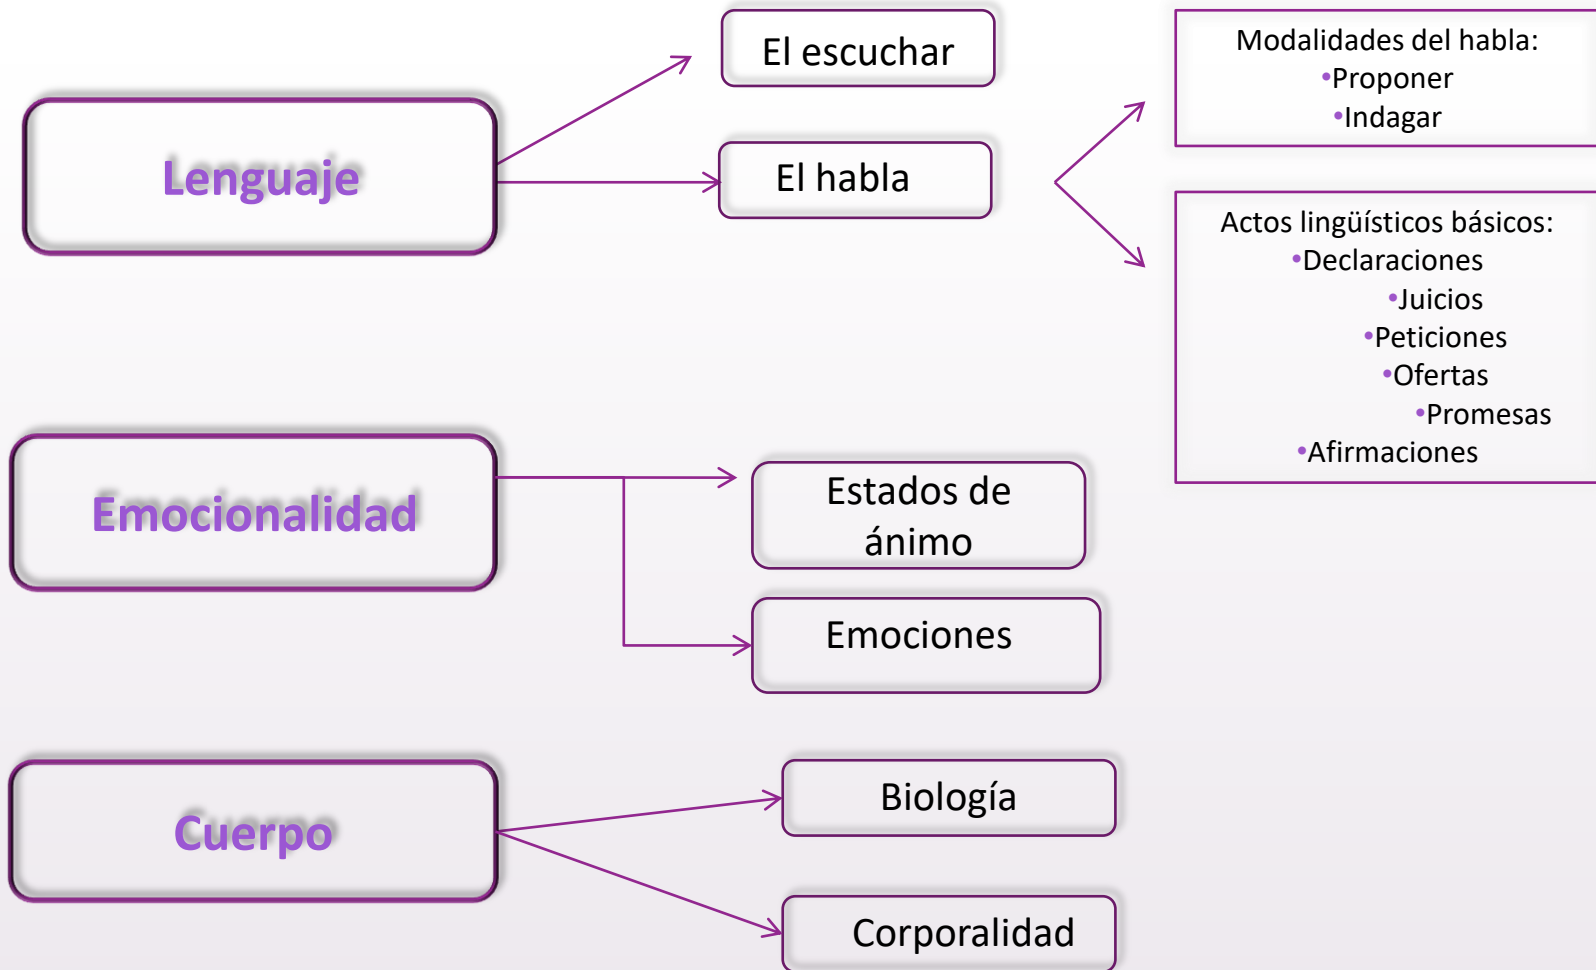 Lenguaje
El escuchar
El habla
Modalidades del habla:
•Proponer
•Indagar
Actos lingüísticos básicos:
•Declaraciones
•Juicios
•Peticiones
•Ofertas
•Promesas
•Afirmaciones
Emocionalidad
Estados de
ánimo
Emociones
Cuerpo
Biología
Corporalidad